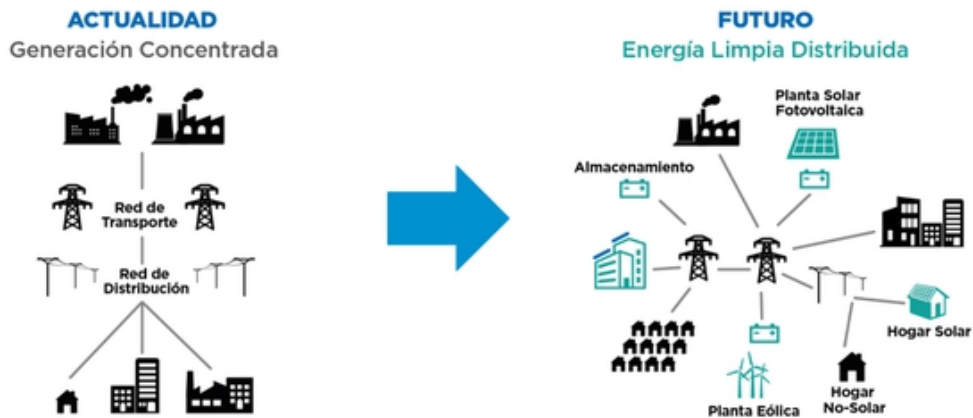 ACTUALIDAD
Generación Concentrada
Red de
Transporte
Red de
Distribución
FUTURO
Energía Limpia Distribuida
Planta Solar
Fotovoltaica
Almacenamiento
Hogar Solar
Hogar
No-Solar
Planta Eólica